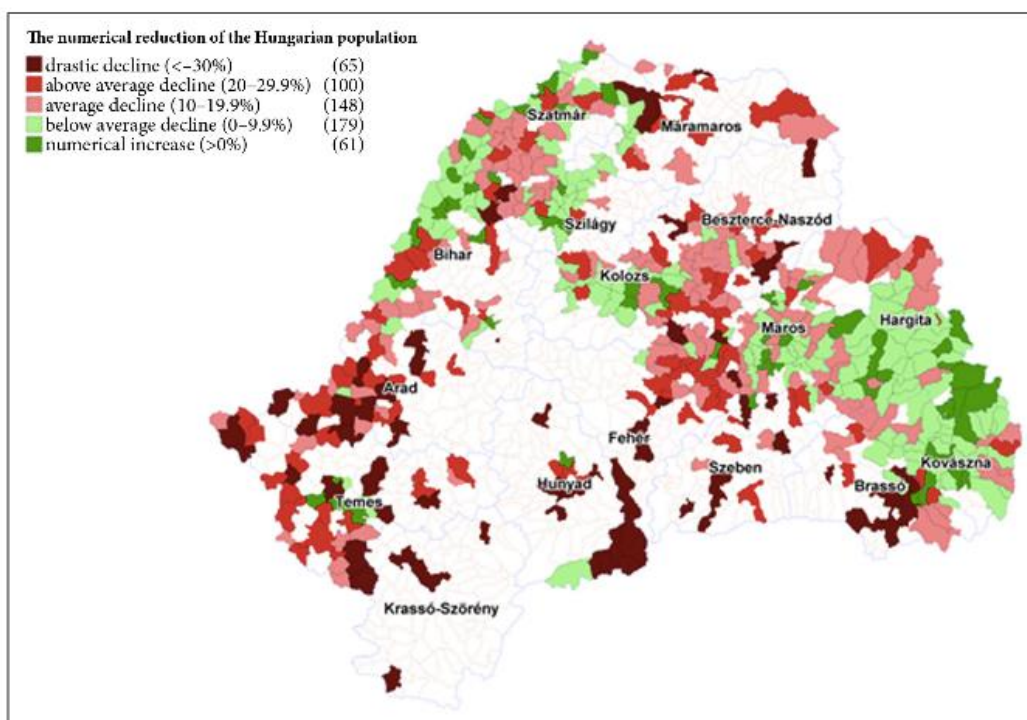 The numerical reduction of the Hungarian population
drastic decline (<–30%) (65)
above average decline (20–29.9%) (100)
average decline (10–19.9%) (148)
below average decline (0–9.9%) (179)
numerical increase (>0%) (61)
Szatmár
Máramaros
Szilágy
Beszterce-Naszód
Bihar
Kolozs
Hargita
Maros
Arad
Fehér
Kovászna
Szeben
Hunyad
Brassó
Temes
Krassó-Szörény